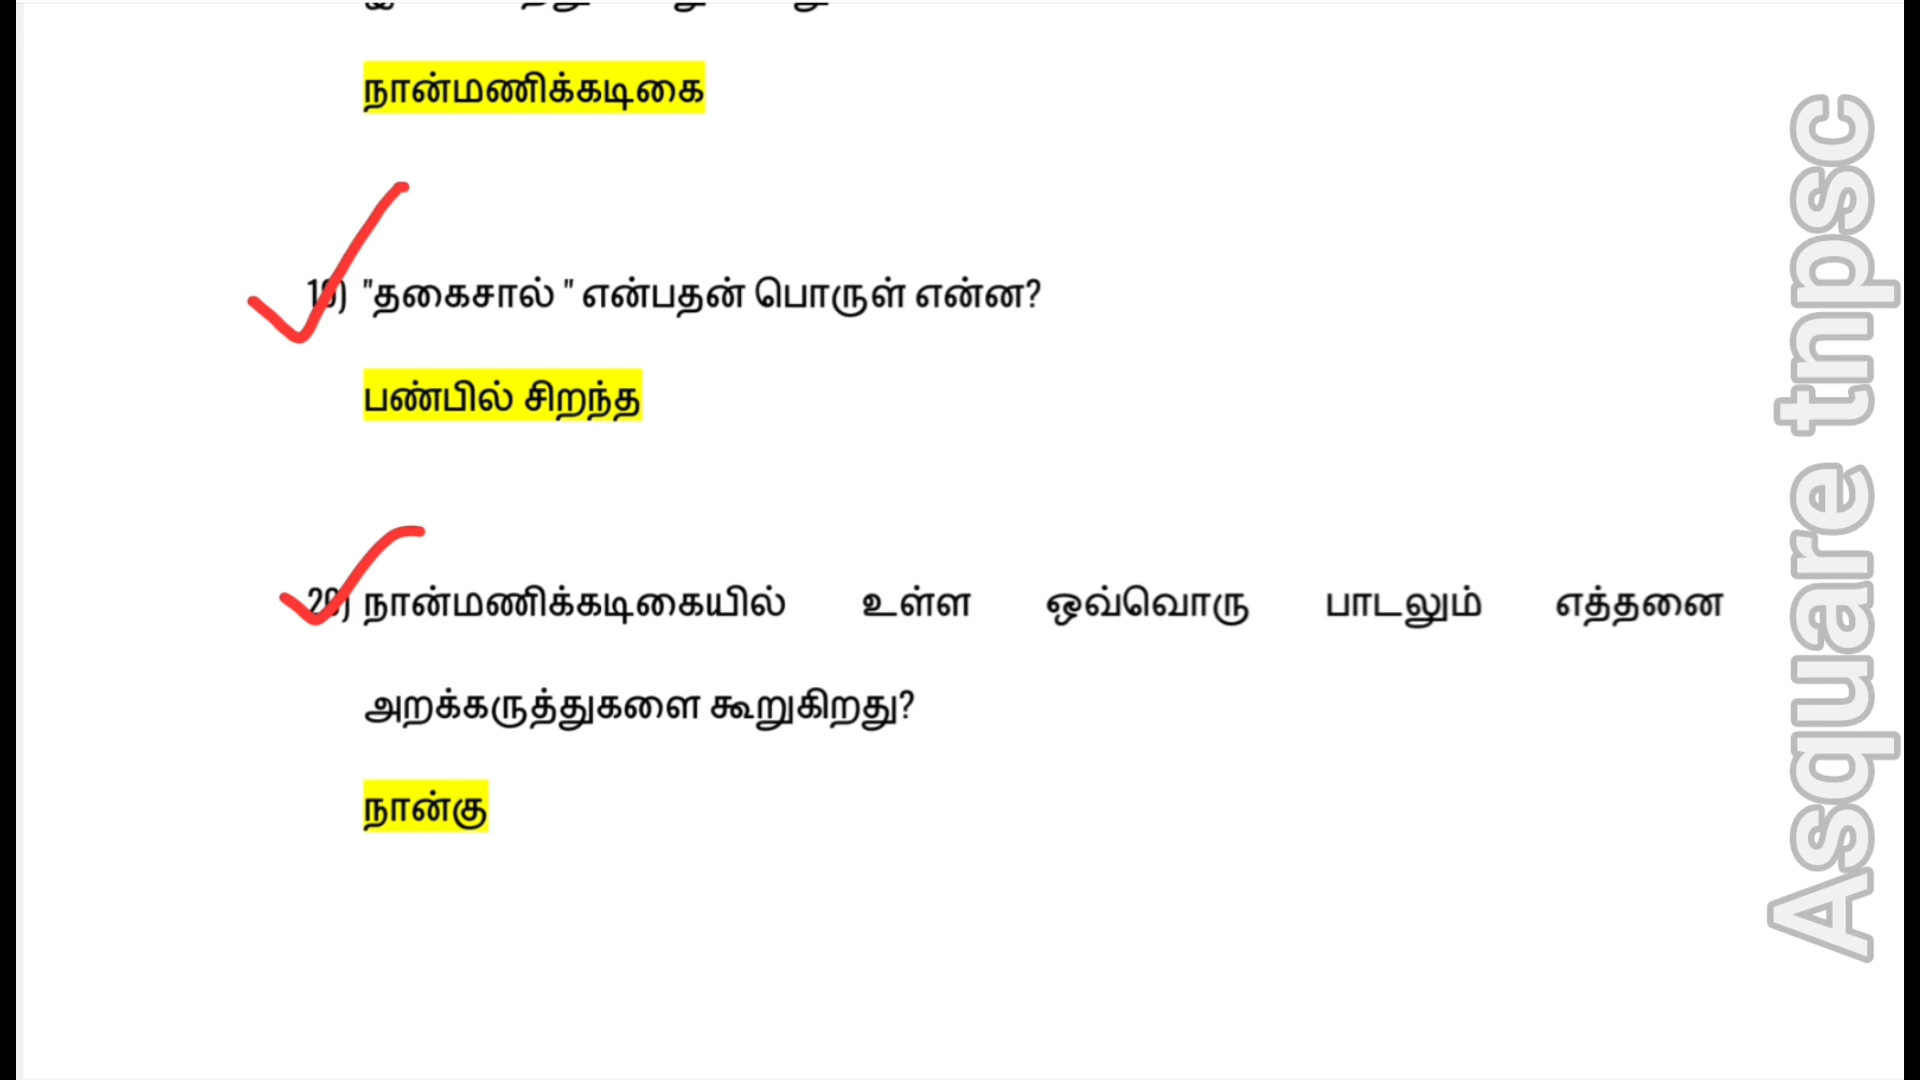 நான்மணிக்கடிகை
19) "தகைசால் " என்பதன் பொருள் என்ன?
பண்பில் சிறந்த
20) நான்மணிக்கடிகையில் உள்ள ஒவ்வொரு பாடலும் எத்தனை
அறக்கருத்துகளை கூறுகிறது?
நான்கு
Asquare tnpsc